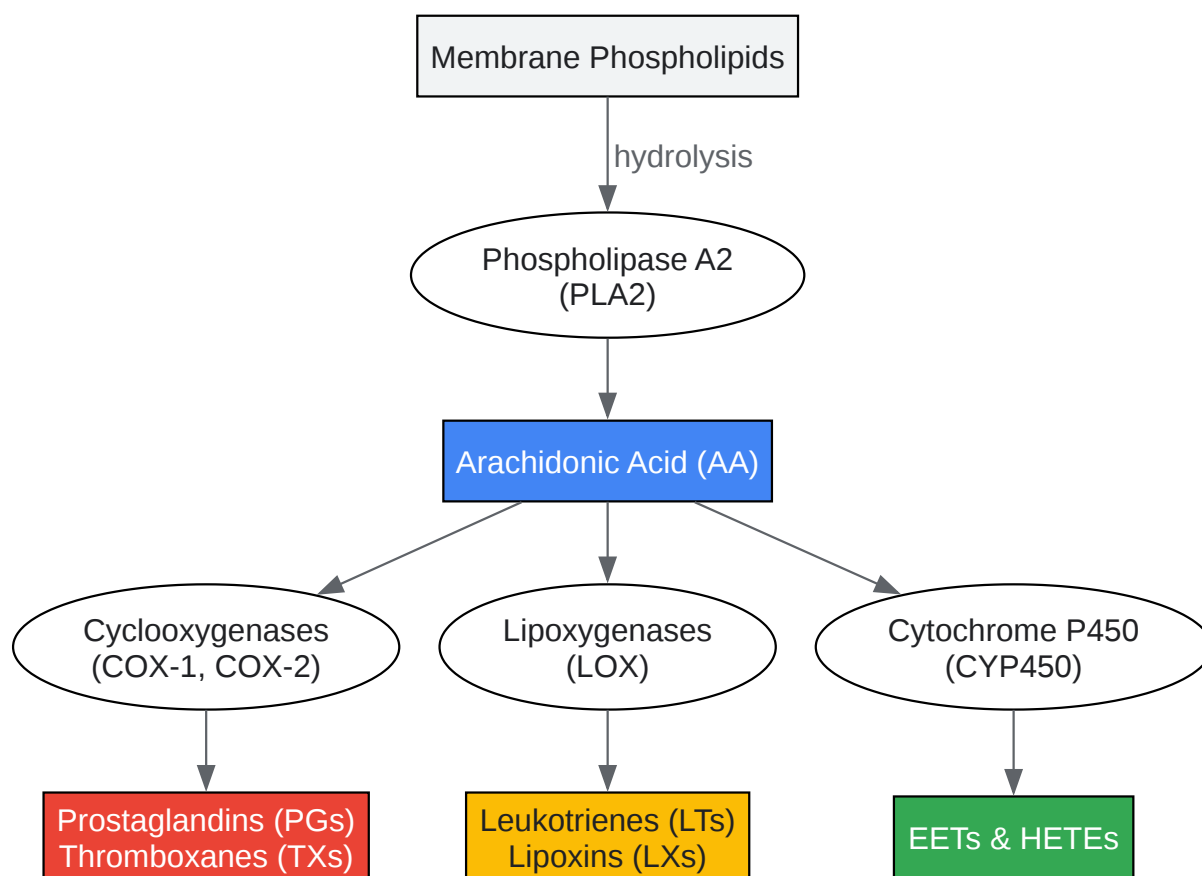 Membrane Phospholipids
hydrolysis
Phospholipase A2
(PLA2)
Arachidonic Acid (AA)
Cyclooxygenases
(COX-1, COX-2)
Lipoxygenases
(LOX)
Cytochrome P450
(CYP450)
Prostaglandins (PGs)
Thromboxanes (TXs)
Leukotrienes (LTs)
Lipoxins (LXs)
EETs & HETEs